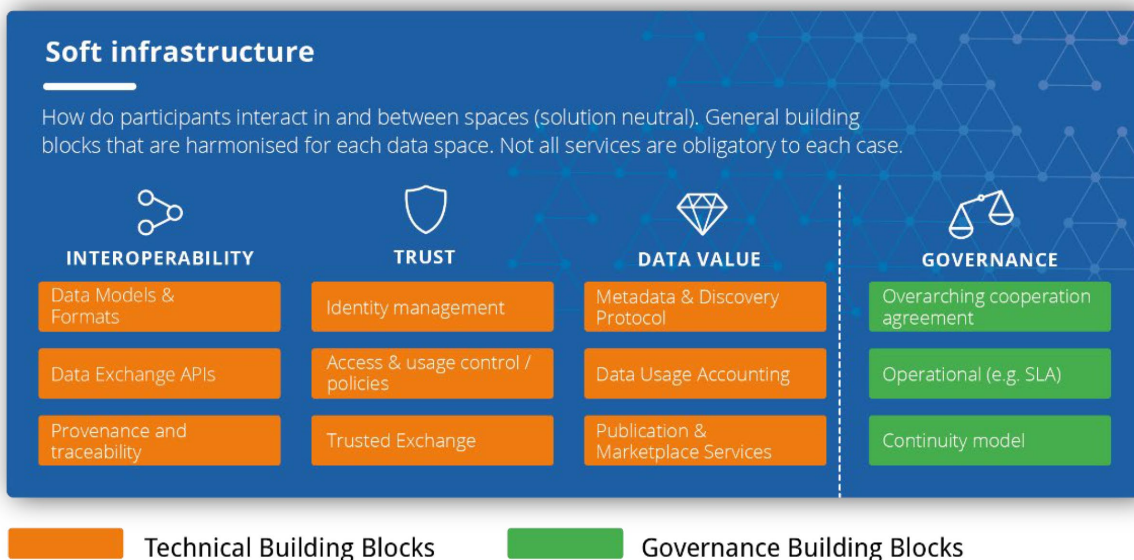 Soft infrastructure
How do participants interact in and between spaces (solution neutral). General building
blocks that are harmonised for each data space. Not all services are obligatory to each case.
INTEROPERABILITY
Data Models &
Formats
Data Exchange APIs
Provenance and
traceability
TRUST
Identity management
Access & usage control /
policies
Trusted Exchange
DATA VALUE
Metadata & Discovery
Protocol
Data Usage Accounting
Publication &
Marketplace Services
GOVERNANCE
Overarching cooperation
agreement
Operational (e.g. SLA)
Continuity model
Technical Building Blocks
Governance Building Blocks